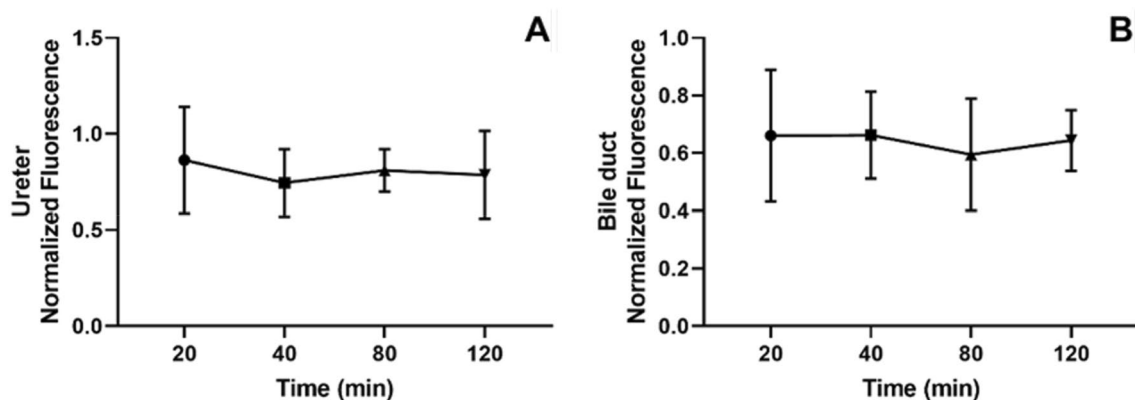 A
Ureter
Normalized Fluorescence
1.5
1.0
0.5
0.0
20 40 80 120
Time (min)
B
Bile duct
Normalized Fluorescence
1.0
0.8
0.6
0.4
0.2
0.0
20 40 80 120
Time (min)